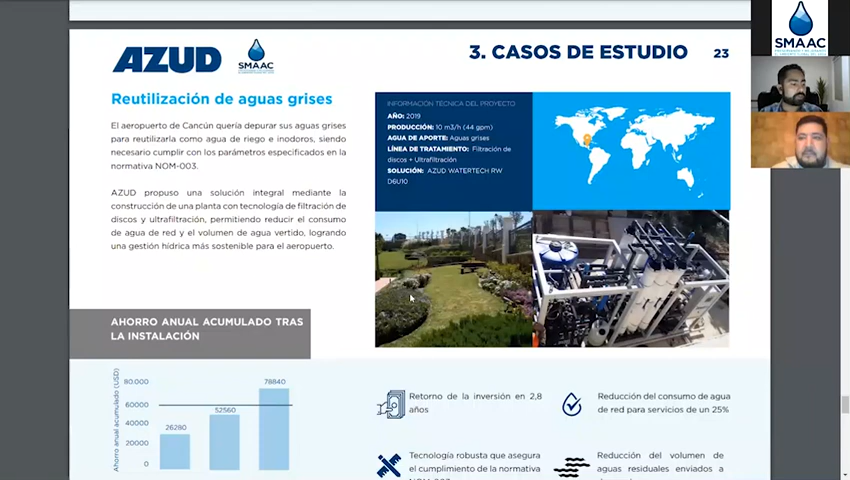 AZUD
SMAAC
3. CASOS DE ESTUDIO
23
SMAAC
Reutilización de aguas grises
El aeropuerto de Cancún quería depurar sus aguas grises
para reutilizarla como agua de riego e inodoros, siendo
necesario cumplir con los parámetros especificados en la
normativa NOM-003.
AZUD propuso una solución integral mediante la
construcción de una planta con tecnología de filtración de
discos y ultrafiltración, permitiendo reducir el consumo
de agua de red y el volumen de agua vertido, logrando
una gestión hídrica más sostenible para el aeropuerto.
INFORMACIÓN TÉCNICA DEL PROYECTO
AÑO: 2019
PRODUCCIÓN: 10 m3/h (44 gpm)
AGUA DE APORTE: Aguas grises
LÍNEA DE TRATAMIENTO: Filtración de
discos + Ultrafiltración
SOLUCIÓN: AZUD WATERTECH RW
D6U10
AHORRO ANUAL ACUMULADO TRAS
LA INSTALACIÓN
Ahorro anual acumulado (USD)
80.000
60000
40000
20000
0
26280
52560
78840
Retorno de la inversión en 2,8
años
Reducción del consumo de agua
de red para servicios de un 25%
Tecnología robusta que asegura
el cumplimiento de la normativa
NOM-003
Reducción del volumen de
aguas residuales enviados a